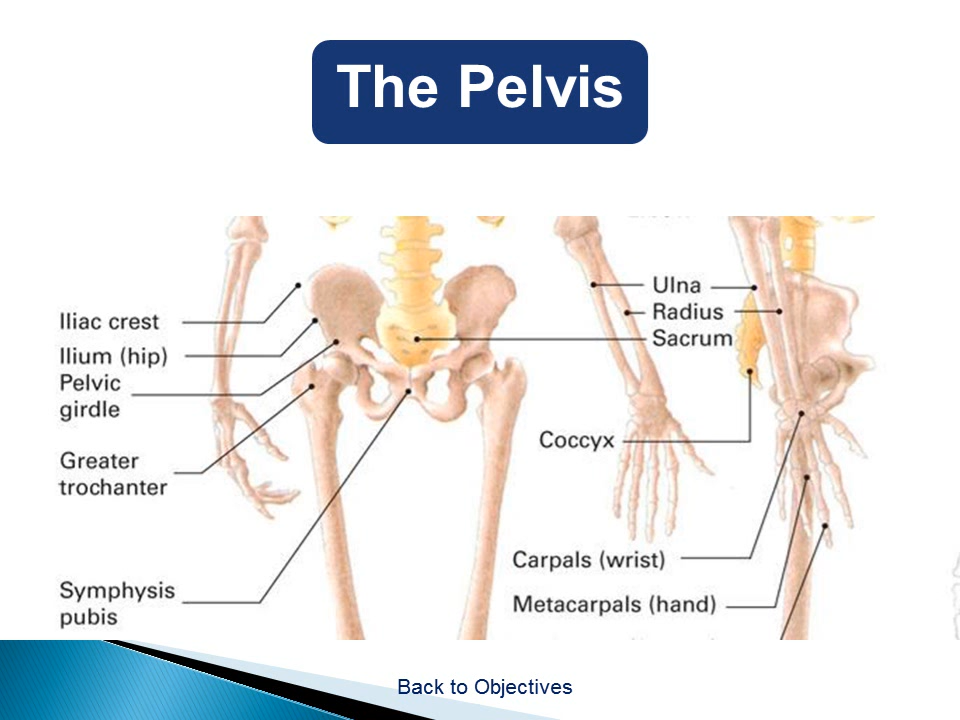 The Pelvis
Iliac crest
Ilium (hip)
Pelvic
girdle
Greater
trochanter
Symphysis
pubis
Ulna
Radius
Sacrum
Coccyx
Carpals (wrist)
Metacarpals (hand)
Back to Objectives